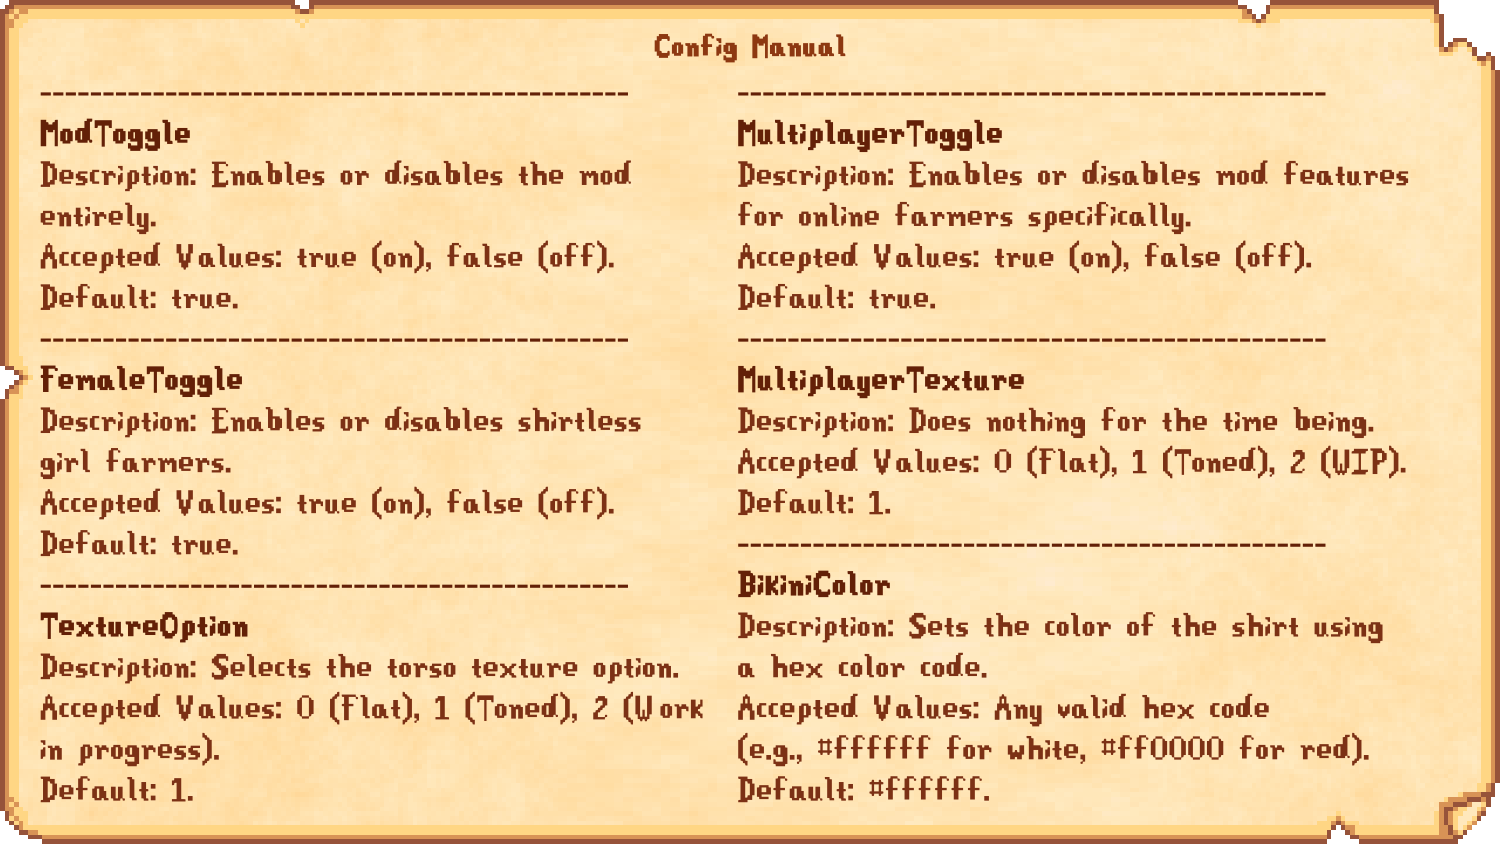 Config Manual
-----------------------------------------------
ModToggle
Description: Enables or disables the mod
entirely.
Accepted Values: true (on), false (off).
Default: true.
-----------------------------------------------
FemaleToggle
Description: Enables or disables shirtless
girl farmers.
Accepted Values: true (on), false (off).
Default: true.
-----------------------------------------------
TextureOption
Description: Selects the torso texture option.
Accepted Values: 0 (Flat), 1 (Toned), 2 (Work
in progress).
Default: 1.
-----------------------------------------------
MultiplayerToggle
Description: Enables or disables mod features
for online farmers specifically.
Accepted Values: true (on), false (off).
Default: true.
-----------------------------------------------
MultiplayerTexture
Description: Does nothing for the time being.
Accepted Values: 0 (Flat), 1 (Toned), 2 (WIP).
Default: 1.
-----------------------------------------------
BikiniColor
Description: Sets the color of the shirt using
a hex color code.
Accepted Values: Any valid hex code
(e.g., #ffffff for white, #ff0000 for red).
Default: #ffffff.